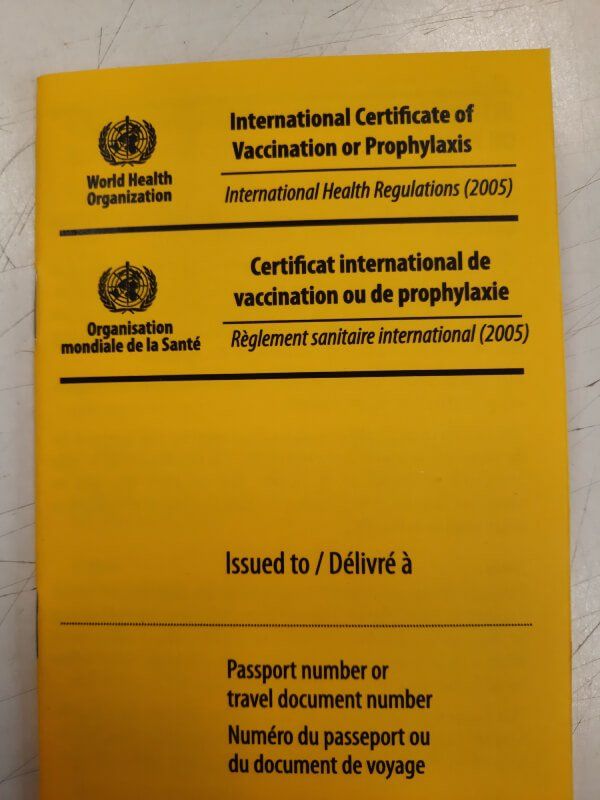 World Health
Organization
International Certificate of
Vaccination or Prophylaxis
International Health Regulations (2005)
Organisation
mondiale de la Santé
Certificat international de
vaccination ou de prophylaxie
Règlement sanitaire international (2005)
Issued to / Délivré à
Passport number or
travel document number
Numéro du passeport ou
du document de voyage